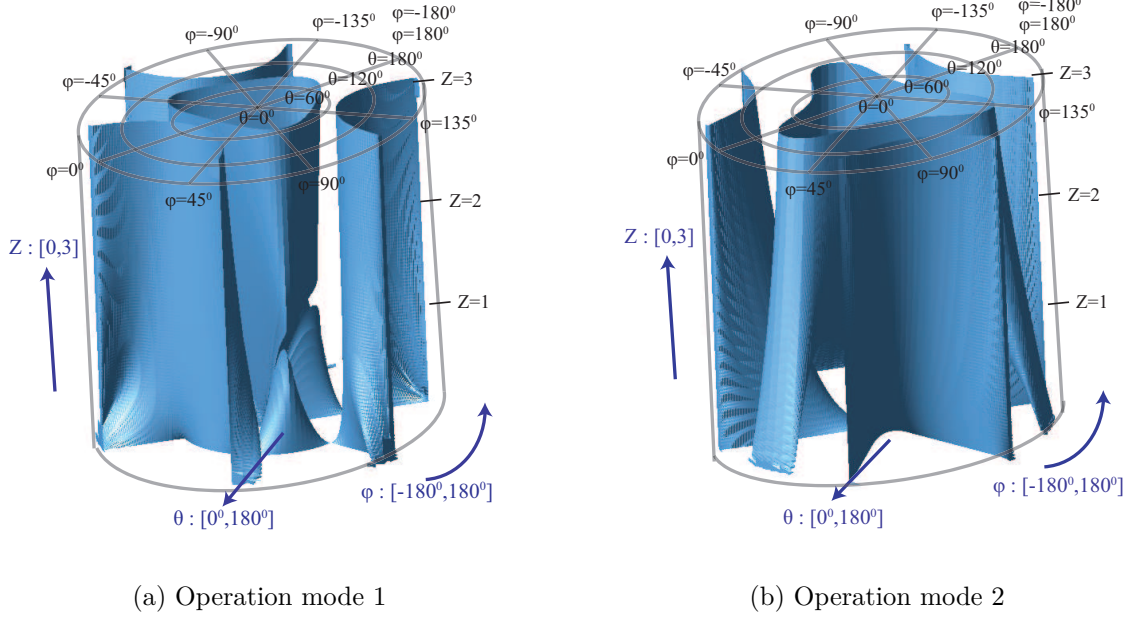 φ=-180⁰
φ=-135⁰
φ=-90⁰
φ=180⁰
θ=180⁰
φ=-45⁰
θ=120⁰
Z=3
θ=60⁰
θ=0⁰
φ=135⁰
φ=0⁰
φ=90⁰
φ=45⁰
Z=2
Z : [0,3]
Z=1
φ : [-180⁰,180⁰]
θ : [0⁰,180⁰]
(a) Operation mode 1
φ=-180⁰
φ=-135⁰
φ=-90⁰
φ=180⁰
θ=180⁰
φ=-45⁰
θ=120⁰
Z=3
θ=60⁰
θ=0⁰
φ=135⁰
φ=0⁰
φ=90⁰
φ=45⁰
Z=2
Z : [0,3]
Z=1
φ : [-180⁰,180⁰]
θ : [0⁰,180⁰]
(b) Operation mode 2